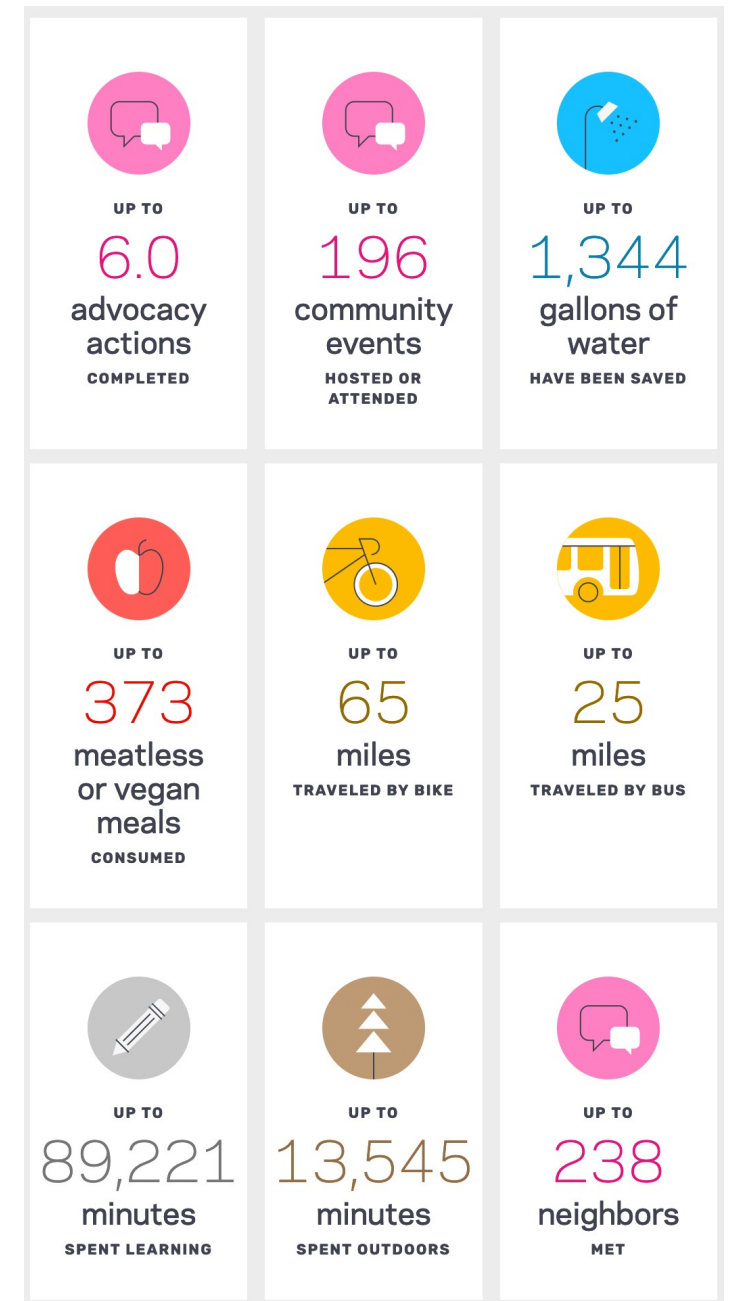 UP TO
6.0
advocacy
actions
COMPLETED
UP TO
196
community
events
HOSTED OR
ATTENDED
UP TO
1,344
gallons of
water
HAVE BEEN SAVED
UP TO
373
meatless
or vegan
meals
CONSUMED
UP TO
65
miles
TRAVELED BY BIKE
UP TO
25
miles
TRAVELED BY BUS
UP TO
89,221
minutes
SPENT LEARNING
UP TO
13,545
minutes
SPENT OUTDOORS
UP TO
238
neighbors
MET